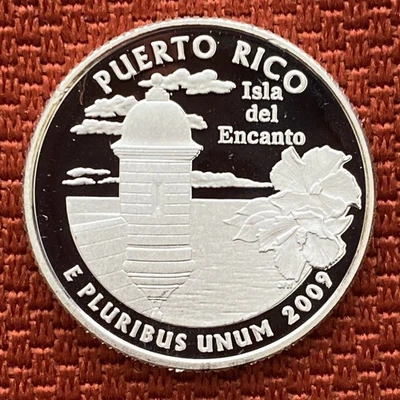 PUERTO RICO
Isla
del
Encanto
E PLURIBUS UNUM 2009